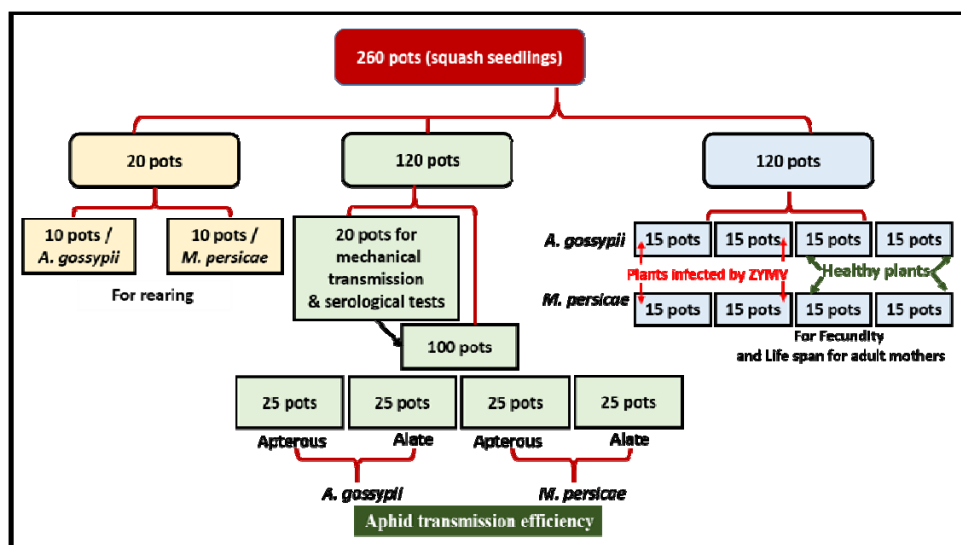 260 pots (squash seedlings)
20 pots
120 pots
120 pots
10 pots /
A. gossypii
10 pots /
M. persicae
For rearing
20 pots for
mechanical
transmission
& serological tests
100 pots
25 pots
25 pots
25 pots
25 pots
Apterous
Alate
Apterous
Alate
A. gossypii
M. persicae
Aphid transmission efficiency
A. gossypii
15 pots
15 pots
15 pots
15 pots
Plants infected by ZYMV
Healthy plants
M. persicae
15 pots
15 pots
15 pots
15 pots
For Fecundity
and Life span for adult mothers